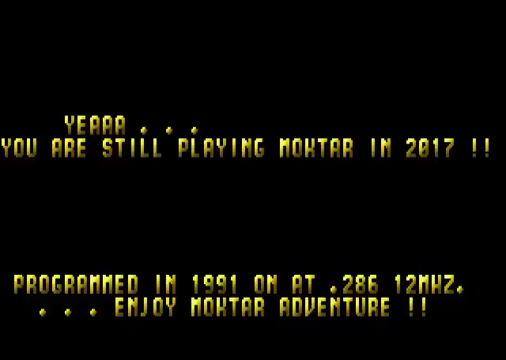 YEAAA . . .
YOU ARE STILL PLAYING MOKTAR IN 2017 !!
PROGRAMMED IN 1991 ON AT .286 12MHZ.
. . . ENJOY MOKTAR ADVENTURE !!